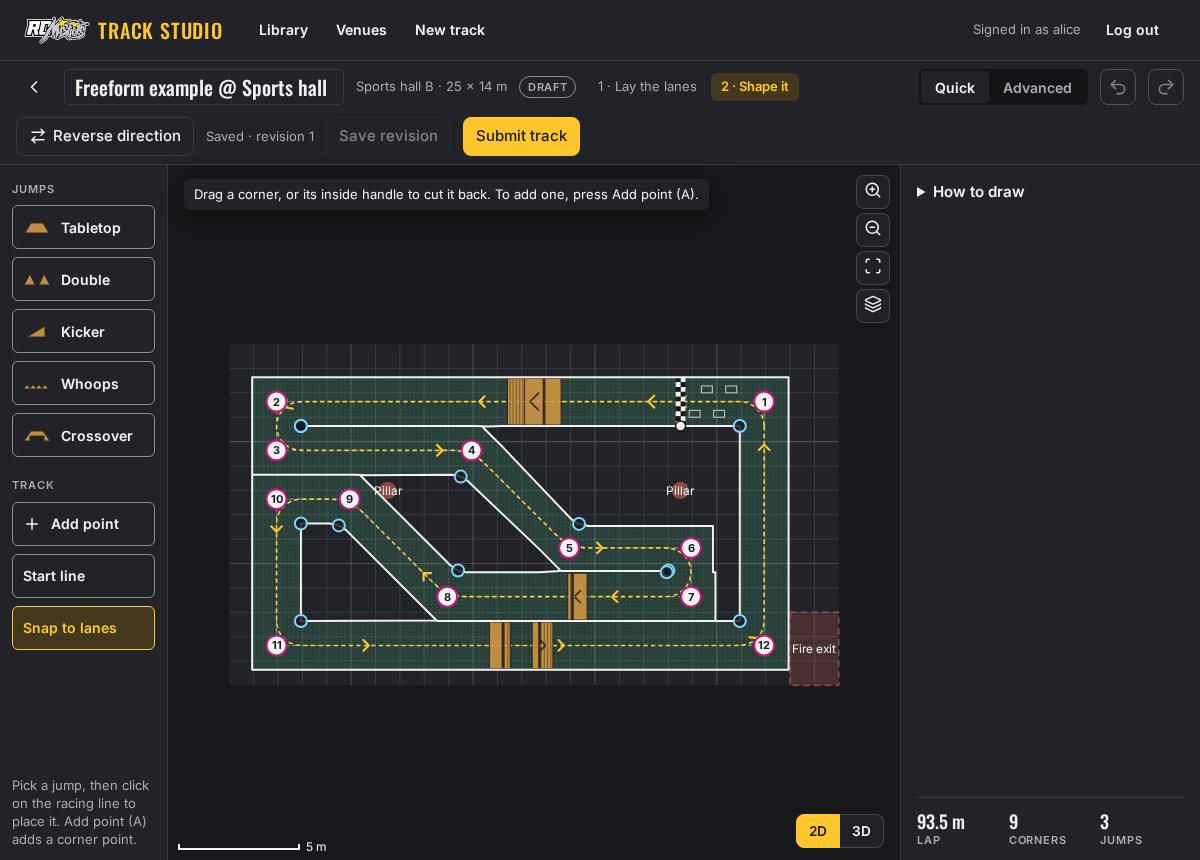 RC
TRACK STUDIO
Library
Venues
New track
Signed in as alice
Log out
Freeform example @ Sports hall
Sports hall B · 25 × 14 m
DRAFT
1 · Lay the lanes
2 · Shape it
Quick
Advanced
Reverse direction
Saved · revision 1
Save revision
Submit track
JUMPS
Tabletop
Double
Kicker
Whoops
Crossover
TRACK
Add point
Start line
Snap to lanes
Pick a jump, then click
on the racing line to
place it. Add point (A)
adds a corner point.
Drag a corner, or its inside handle to cut it back. To add one, press Add point (A).
2
1
3
4
10
9
Pillar
Pillar
5
6
8
7
11
12
Fire exit
5 m
2D
3D
How to draw
93.5 m
LAP
9
CORNERS
3
JUMPS